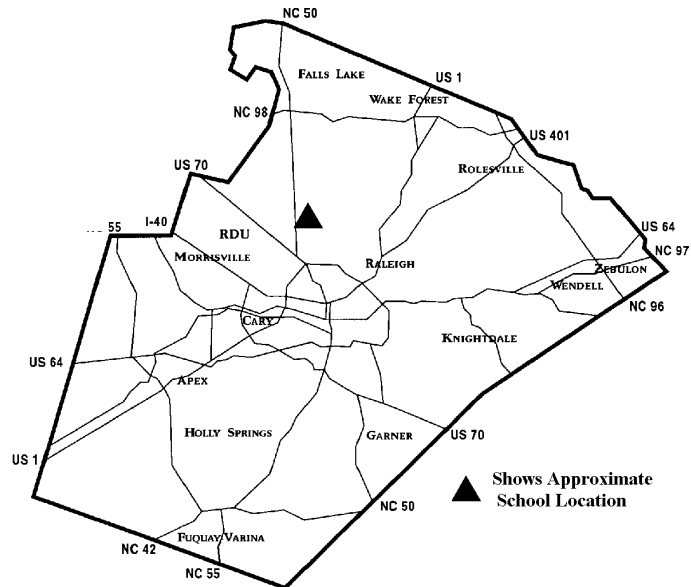 NC 50
FALLS LAKE
US 1
WAKE FOREST
NC 98
US 401
US 70
ROLESVILLE
I-40
55
RDU
US 64
MORRISVILLE
RALEIGH
NC 97
ZEBULON
WENDELL
NC 96
CARY
KNIGHTDALE
US 64
APEX
HOLLY SPRINGS
GARNER
US 70
US 1
Shows Approximate
School Location
NC 50
FUQUAY VARINA
NC 42
NC 55